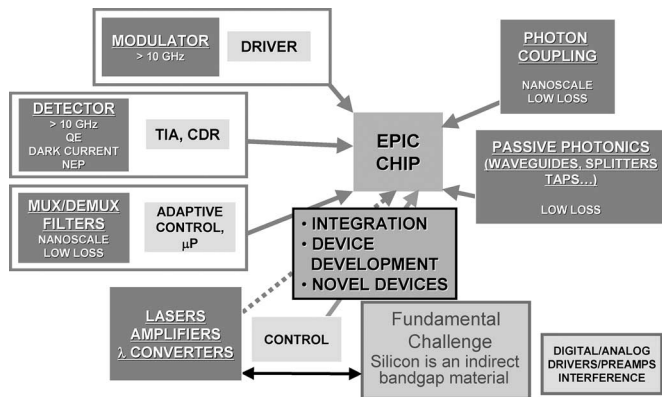 MODULATOR
> 10 GHz
DRIVER
PHOTON
COUPLING
NANOSCALE
LOW LOSS
DETECTOR
> 10 GHz
QE
DARK CURRENT
NEP
TIA, CDR
EPIC
CHIP
PASSIVE PHOTONICS
(WAVEGUIDES, SPLITTERS
TAPS...)
LOW LOSS
MUX/DEMUX
FILTERS
NANOSCALE
LOW LOSS
ADAPTIVE
CONTROL,
μP
• INTEGRATION
• DEVICE
DEVELOPMENT
• NOVEL DEVICES
LASERS
AMPLIFIERS
λ CONVERTERS
CONTROL
Fundamental
Challenge
Silicon is an indirect
bandgap material
DIGITAL/ANALOG
DRIVERS/PREAMPS
INTERFERENCE